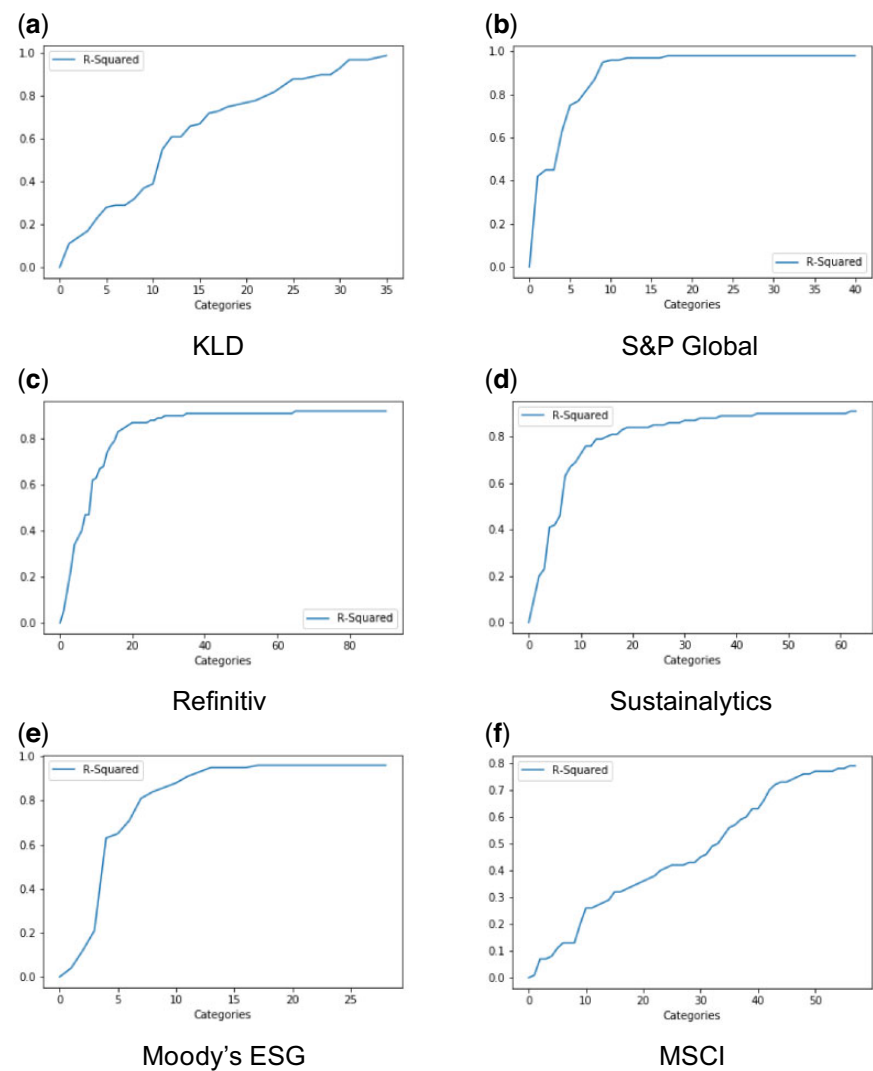 (a)
1.0
0.8
0.6
0.4
0.2
0.0
R-Squared
0 5 10 15 20 25 30 35
Categories
KLD
(b)
1.0
0.8
0.6
0.4
0.2
0.0
R-Squared
0 5 10 15 20 25 30 35 40
Categories
S&P Global
(c)
0.8
0.6
0.4
0.2
0.0
R-Squared
0 20 40 60 80
Categories
Refinitiv
(d)
0.8
0.6
0.4
0.2
0.0
R-Squared
0 10 20 30 40 50 60
Categories
Sustainalytics
(e)
1.0
0.8
0.6
0.4
0.2
0.0
R-Squared
0 5 10 15 20 25
Categories
Moody's ESG
(f)
0.8
0.7
0.6
0.5
0.4
0.3
0.2
0.1
0.0
R-Squared
0 10 20 30 40 50
Categories
MSCI